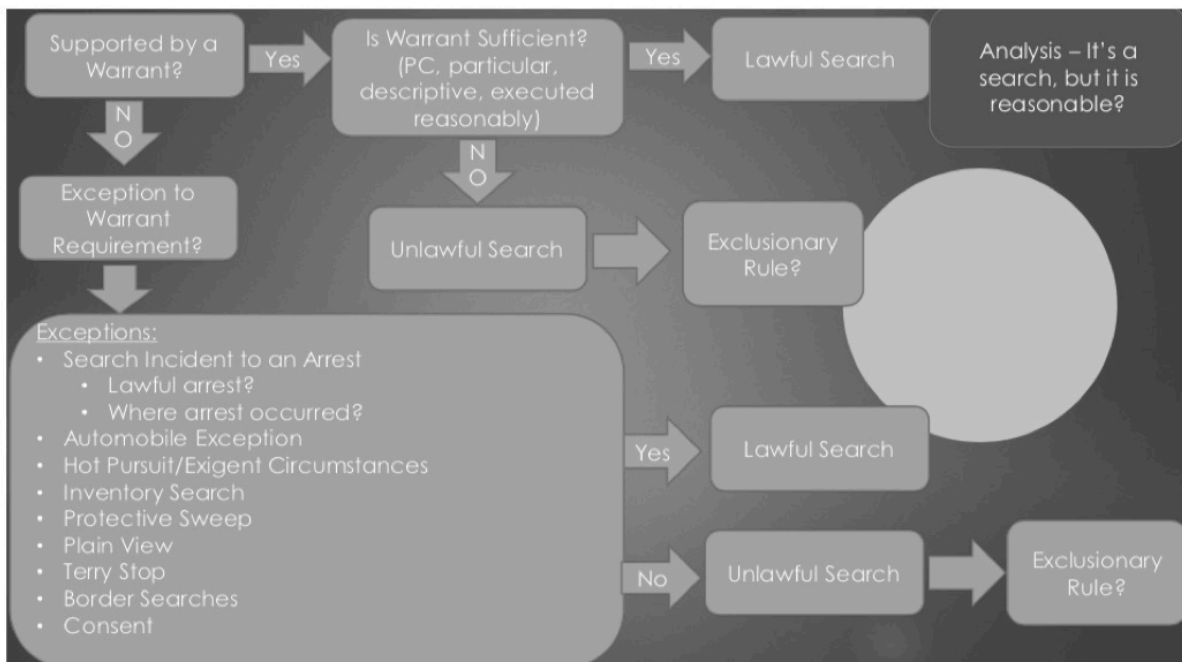 Supported by a
Warrant?
Yes
Is Warrant Sufficient?
(PC, particular,
descriptive, executed
reasonably)
Yes
Lawful Search
Analysis – It's a
search, but it is
reasonable?
N
O
N
O
Exception to
Warrant
Requirement?
Unlawful Search
Exclusionary
Rule?
Exceptions:
• Search Incident to an Arrest
• Lawful arrest?
• Where arrest occurred?
• Automobile Exception
• Hot Pursuit/Exigent Circumstances
• Inventory Search
• Protective Sweep
• Plain View
• Terry Stop
• Border Searches
• Consent
Yes
Lawful Search
No
Unlawful Search
Exclusionary
Rule?